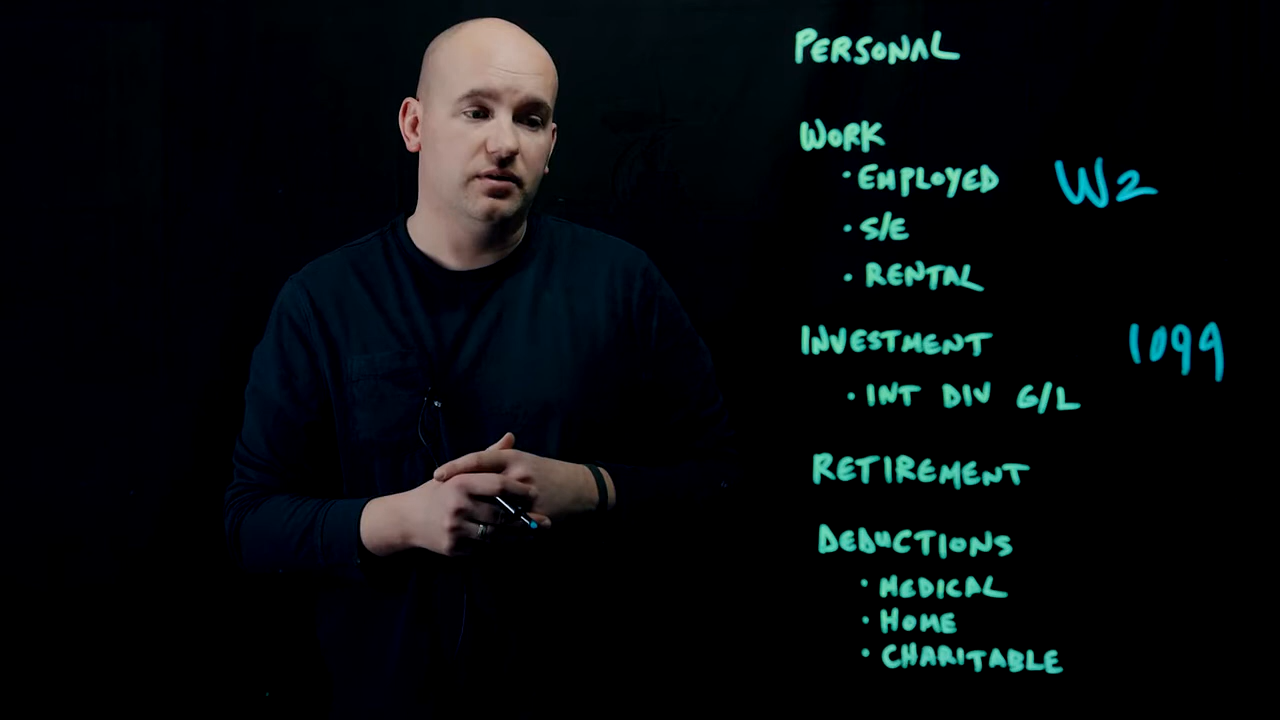 PERSONAL
WORK
• EMPLOYED W2
• S/E
• RENTAL
INVESTMENT 1099
• INT DIV G/L
RETIREMENT
DEDUCTIONS
• MEDICAL
• HOME
• CHARITABLE